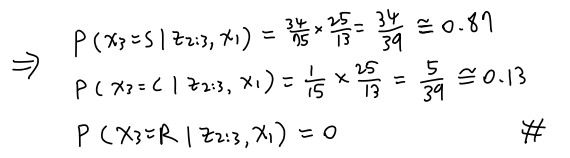 P(x₃=S | z₂:₃, x₁) = 34/75 × 25/13 = 34/39 ≅ 0.87
⇒ P(x₃=C | z₂:₃, x₁) = 1/15 × 25/13 = 5/39 ≅ 0.13
P(x₃=R | z₂:₃, x₁) = 0 #